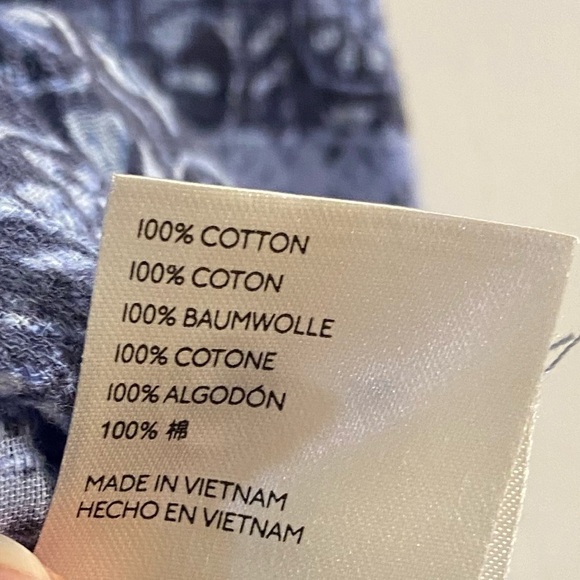 100% COTTON
100% COTON
100% BAUMWOLLE
100% COTONE
100% ALGODÓN
100% 棉
MADE IN VIETNAM
HECHO EN VIETNAM